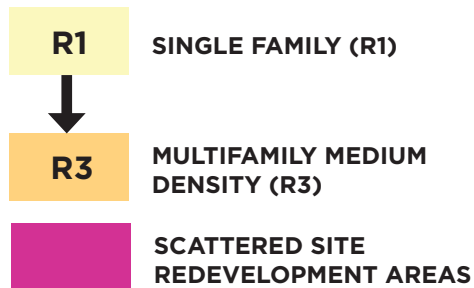 R1
SINGLE FAMILY (R1)
R3
MULTIFAMILY MEDIUM
DENSITY (R3)
SCATTERED SITE
REDEVELOPMENT AREAS